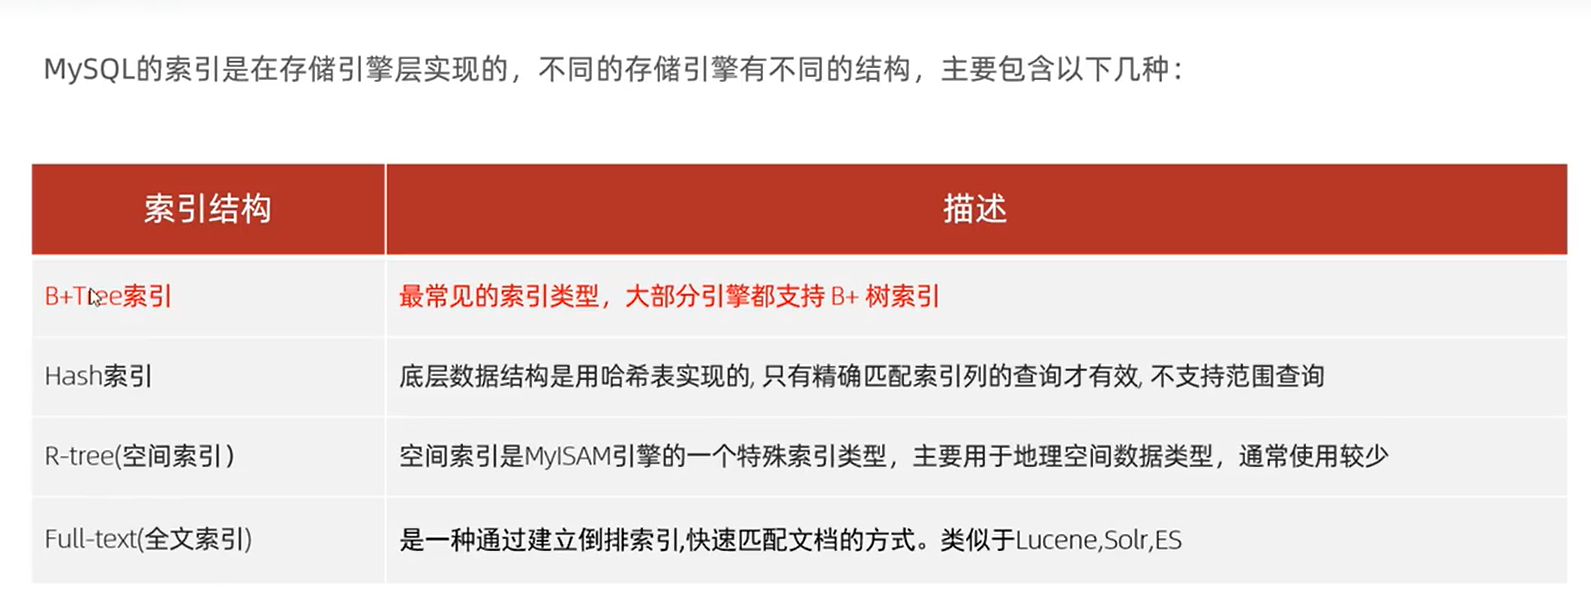 MySQL的索引是在存储引擎层实现的，不同的存储引擎有不同的结构，主要包含以下几种：
索引结构 描述
B+Tree索引 最常见的索引类型，大部分引擎都支持 B+ 树索引
Hash索引 底层数据结构是用哈希表实现的, 只有精确匹配索引列的查询才有效, 不支持范围查询
R-tree(空间索引） 空间索引是MyISAM引擎的一个特殊索引类型，主要用于地理空间数据类型，通常使用较少
Full-text(全文索引) 是一种通过建立倒排索引,快速匹配文档的方式。类似于Lucene,Solr,ES